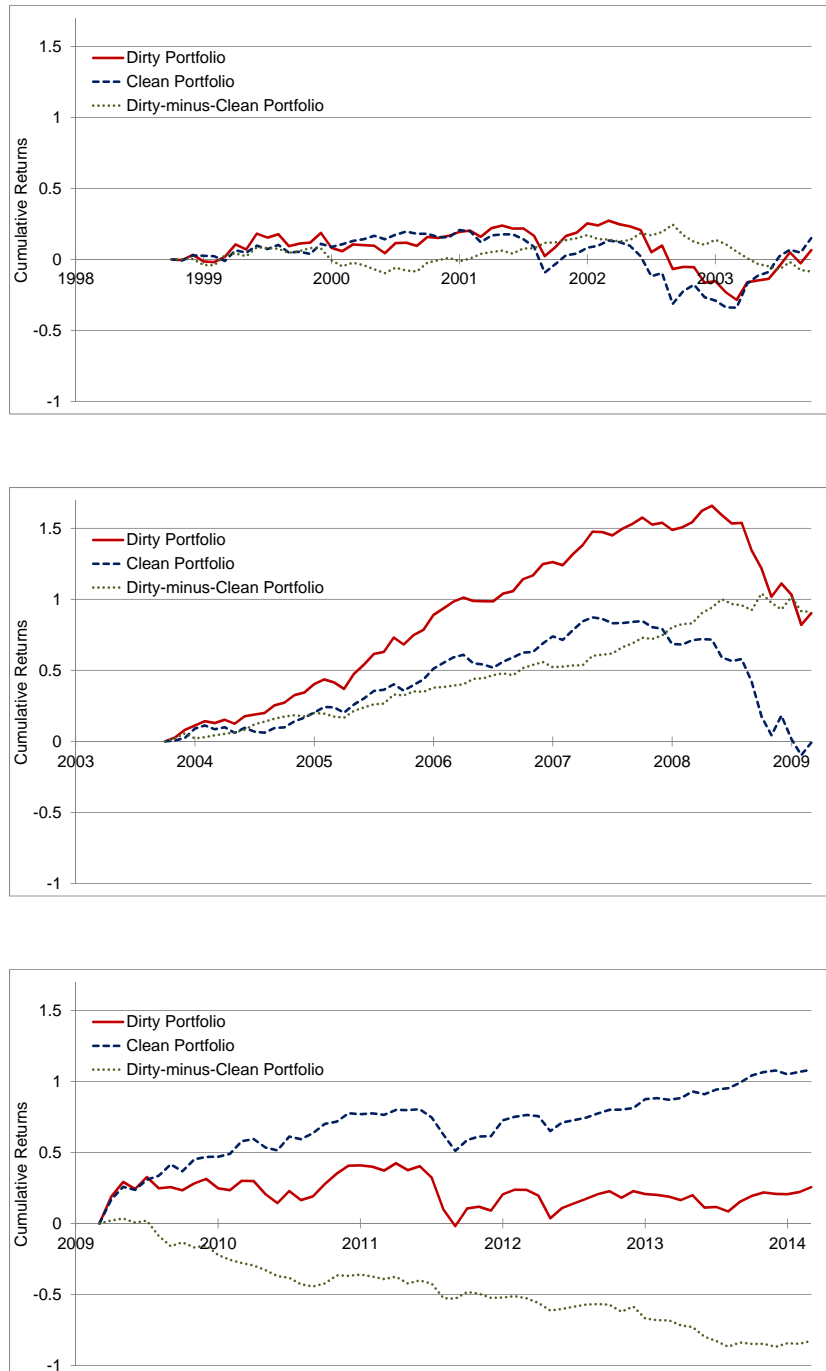 1.5
Dirty Portfolio
Clean Portfolio
Dirty-minus-Clean Portfolio
1
0.5
0
-0.5
-1
Cumulative Returns
1998 1999 2000 2001 2002 2003
1.5
Dirty Portfolio
Clean Portfolio
Dirty-minus-Clean Portfolio
1
0.5
0
-0.5
-1
Cumulative Returns
2003 2004 2005 2006 2007 2008 2009
1.5
Dirty Portfolio
Clean Portfolio
Dirty-minus-Clean Portfolio
1
0.5
0
-0.5
-1
Cumulative Returns
2009 2010 2011 2012 2013 2014